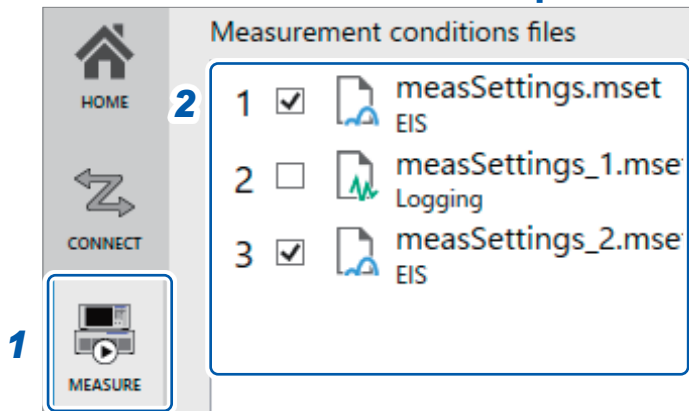 Measurement conditions files
HOME
2
1 measSettings.mset
EIS
2 measSettings_1.mse
Logging
CONNECT
3 measSettings_2.mse
EIS
1
MEASURE